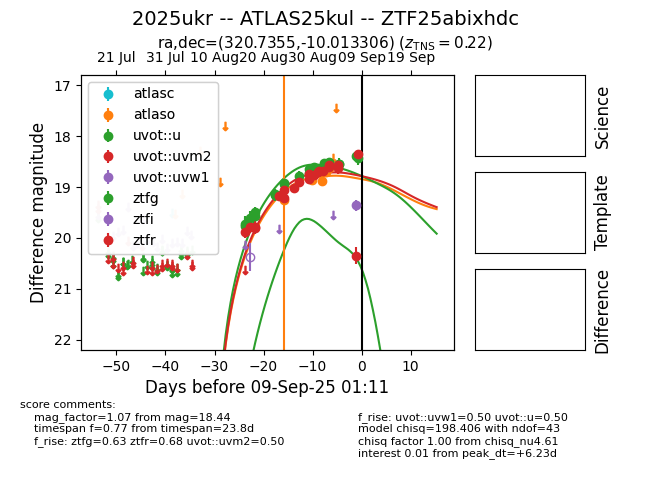 2025ukr -- ATLAS25kul -- ZTF25abixhdc
ra,dec=(320.7355,-10.013306) (zTNS = 0.22)
21 Jul 31 Jul 10 Aug 20 Aug 30 Aug 09 Sep 19 Sep
17
18
19
20
21
22
Difference magnitude
atlasc
atlaso
uvot::u
uvot::uvm2
uvot::uvw1
ztfg
ztfi
ztfr
−50 −40 −30 −20 −10 0 10
Days before 09-Sep-25 01:11
Science
Template
Difference
score comments:
mag_factor=1.07 from mag=18.44
timespan f=0.77 from timespan=23.8d
f_rise: ztfg=0.63 ztfr=0.68 uvot::uvm2=0.50
f_rise: uvot::uvw1=0.50 uvot::u=0.50
model chisq=198.406 with ndof=43
chisq factor 1.00 from chisq_nu4.61
interest 0.01 from peak_dt=+6.23d